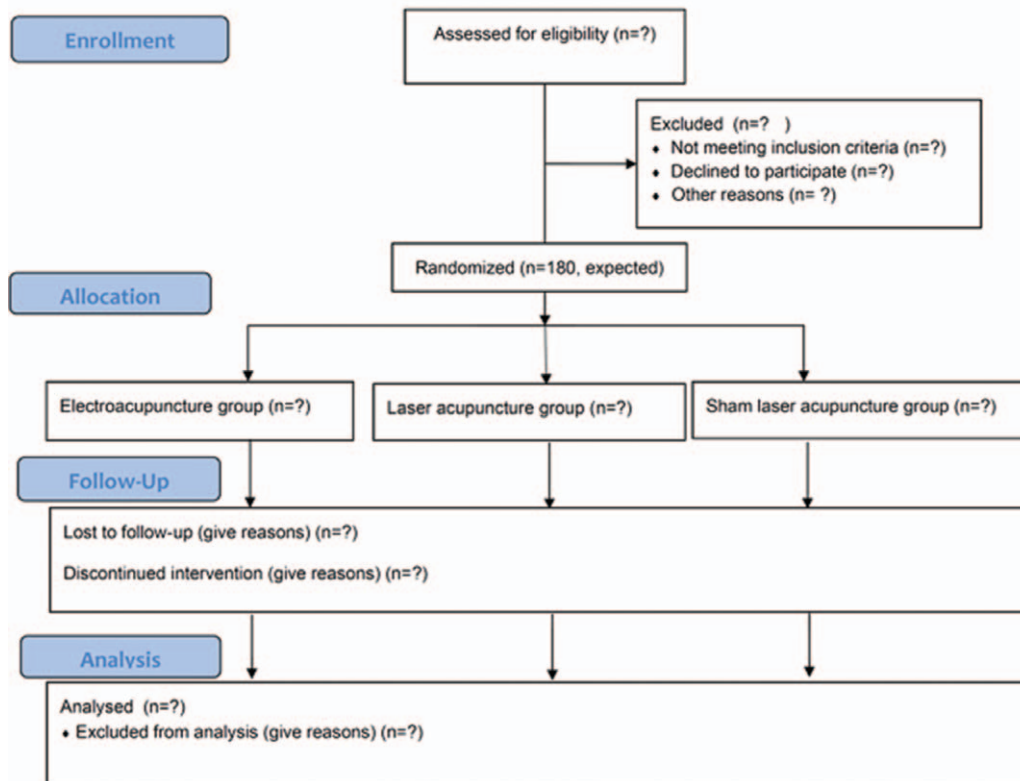 Enrollment
Assessed for eligibility (n=?)
Excluded (n=? )
♦ Not meeting inclusion criteria (n=?)
♦ Declined to participate (n=?)
♦ Other reasons (n= ?)
Randomized (n=180, expected)
Allocation
Electroacupuncture group (n=?)
Laser acupuncture group (n=?)
Sham laser acupuncture group (n=?)
Follow-Up
Lost to follow-up (give reasons) (n=?)
Discontinued intervention (give reasons) (n=?)
Analysis
Analysed (n=?)
♦ Excluded from analysis (give reasons) (n=?)